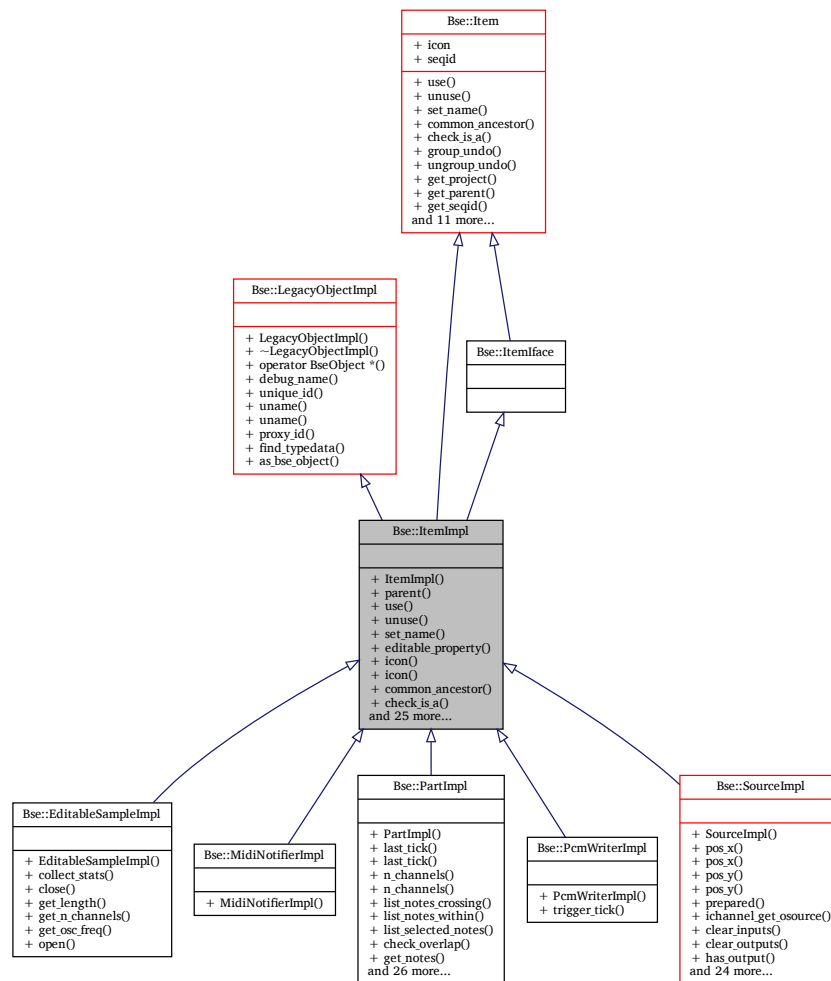 Bse::Item
+ icon
+ seqid
+ use()
+ unuse()
+ set_name()
+ common_ancestor()
+ check_is_a()
+ group_undo()
+ ungroup_undo()
+ get_project()
+ get_parent()
+ get_seqid()
and 11 more...
Bse::LegacyObjectImpl
+ LegacyObjectImpl()
+ ~LegacyObjectImpl()
+ operator BseObject *()
+ debug_name()
+ unique_id()
+ uname()
+ uname()
+ proxy_id()
+ find_typedata()
+ as_bse_object()
Bse::ItemIface
Bse::ItemImpl
+ ItemImpl()
+ parent()
+ use()
+ unuse()
+ set_name()
+ editable_property()
+ icon()
+ icon()
+ common_ancestor()
+ check_is_a()
and 25 more...
Bse::EditableSampleImpl
+ EditableSampleImpl()
+ collect_stats()
+ close()
+ get_length()
+ get_n_channels()
+ get_osc_freq()
+ open()
Bse::MidiNotifierImpl
+ MidiNotifierImpl()
Bse::PartImpl
+ PartImpl()
+ last_tick()
+ last_tick()
+ n_channels()
+ n_channels()
+ list_notes_crossing()
+ list_notes_within()
+ list_selected_notes()
+ check_overlap()
+ get_notes()
and 26 more...
Bse::PcmWriterImpl
+ PcmWriterImpl()
+ trigger_tick()
Bse::SourceImpl
+ SourceImpl()
+ pos_x()
+ pos_x()
+ pos_y()
+ pos_y()
+ prepared()
+ ichannel_get_osource()
+ clear_inputs()
+ clear_outputs()
+ has_output()
and 24 more...